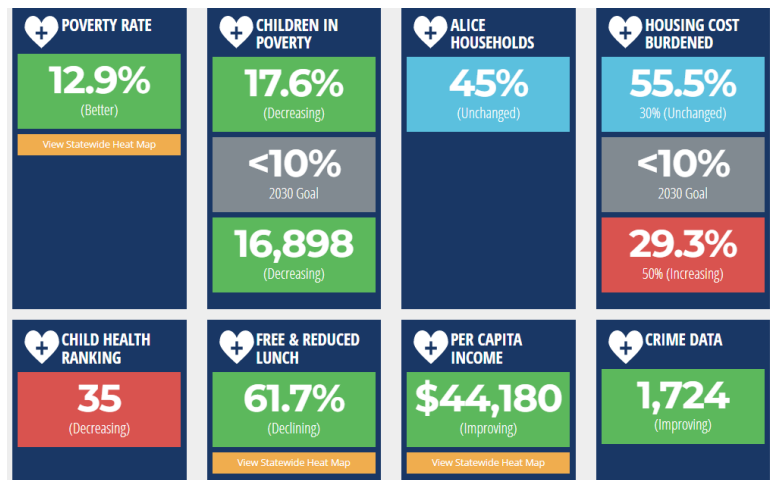 POVERTY RATE
12.9%
(Better)
View Statewide Heat Map
CHILDREN IN
POVERTY
17.6%
(Decreasing)
<10%
2030 Goal
16,898
(Decreasing)
ALICE
HOUSEHOLDS
45%
(Unchanged)
HOUSING COST
BURDENED
55.5%
30% (Unchanged)
<10%
2030 Goal
29.3%
50% (Increasing)
CHILD HEALTH
RANKING
35
(Decreasing)
FREE & REDUCED
LUNCH
61.7%
(Declining)
View Statewide Heat Map
PER CAPITA
INCOME
$44,180
(Improving)
View Statewide Heat Map
CRIME DATA
1,724
(Improving)